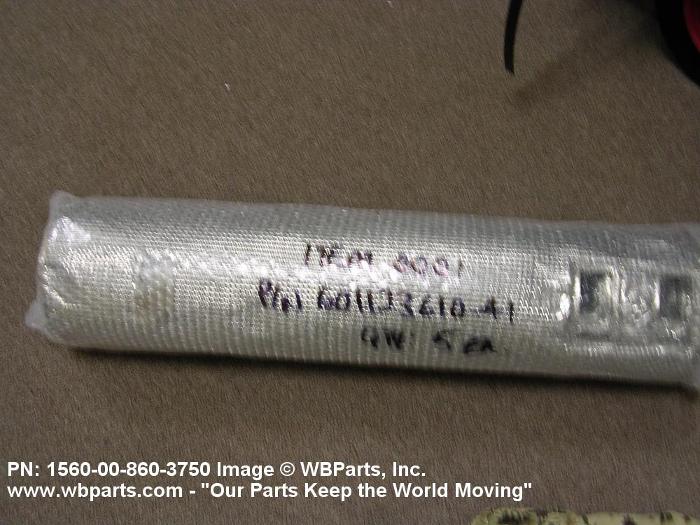 ITEM 0001
P/N 601123610-41
QTY: 5 ea
PN: 1560-00-860-3750 Image © WBParts, Inc.
www.wbparts.com - "Our Parts Keep the World Moving"